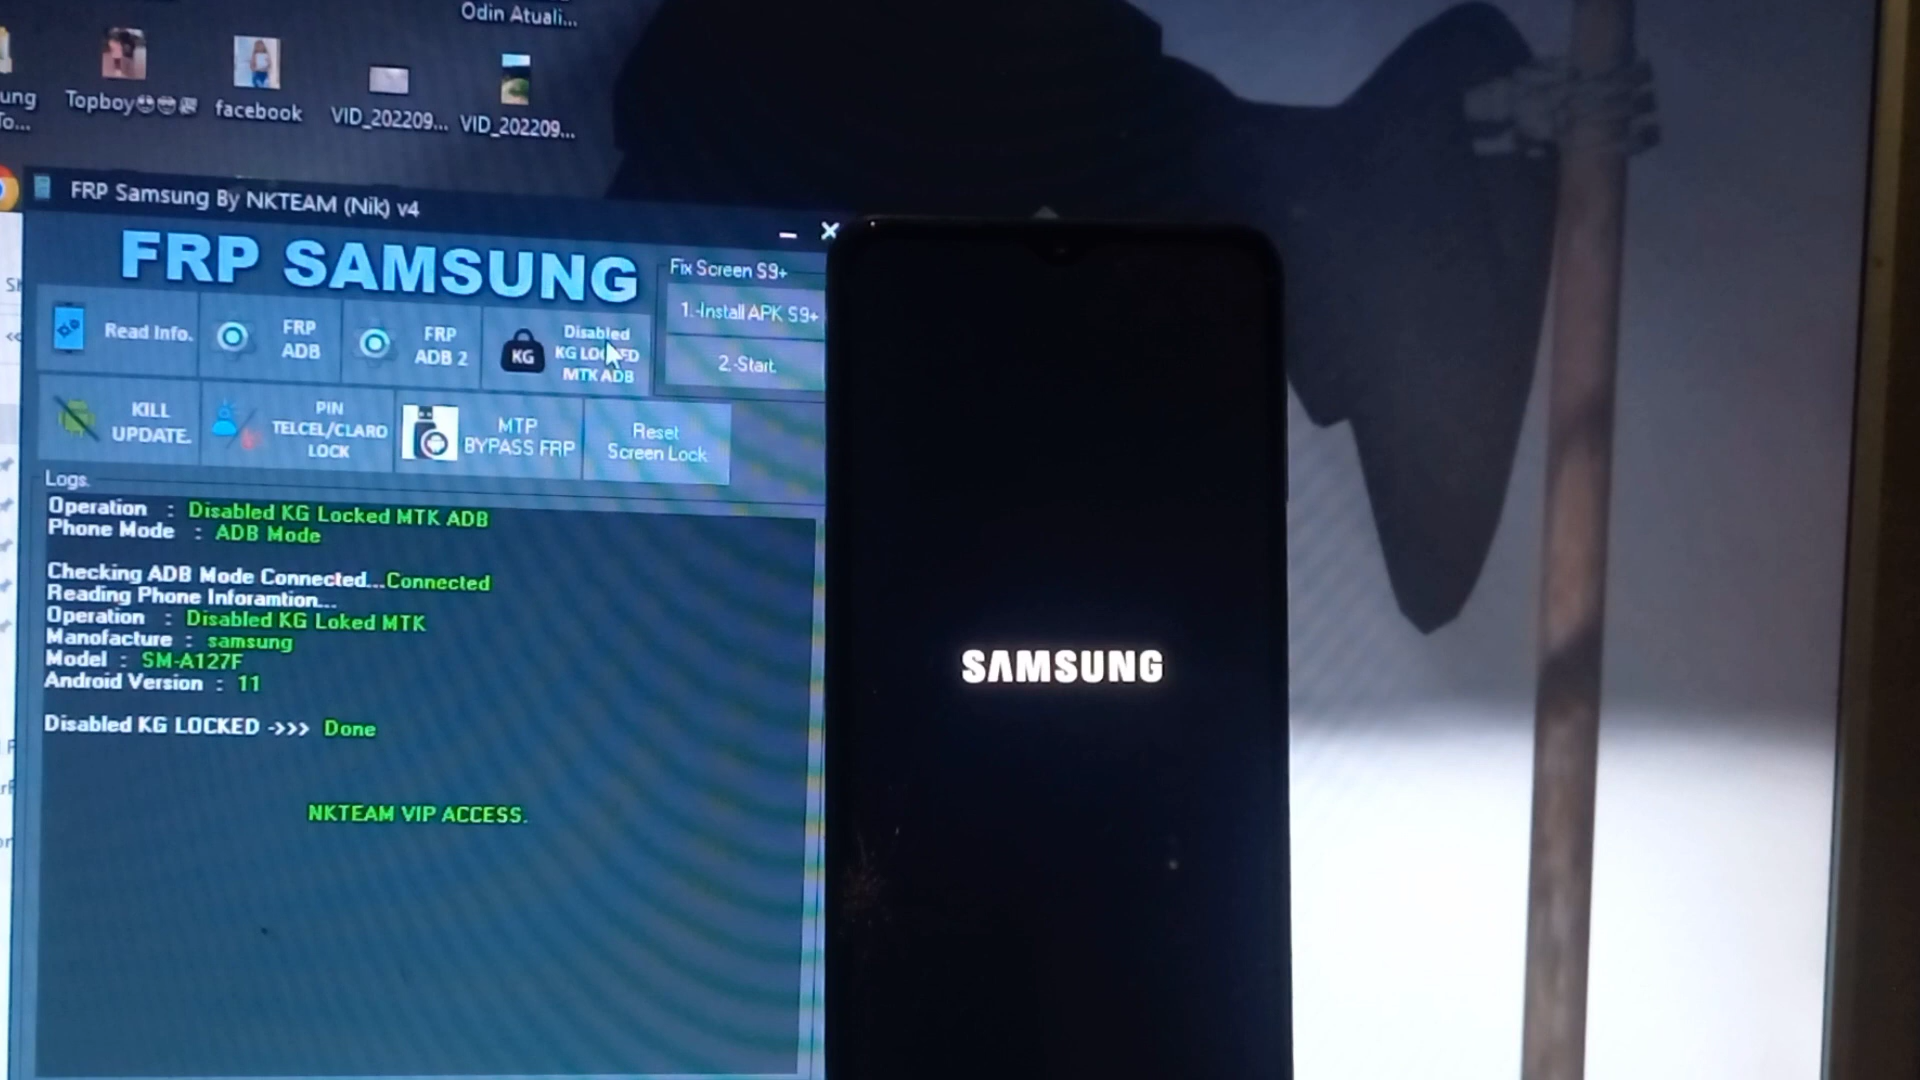 Odin Atuali...
ung
To...
Topboy😎😎
facebook
VID_202209...
VID_202209...
FRP Samsung By NKTEAM (Nik) v4
FRP SAMSUNG
Fix Screen S9+
1.-Install APK S9+
2.-Start.
Read Info.
FRP
ADB
FRP
ADB 2
KG
Disabled
KG LOCKED
MTK ADB
KILL
UPDATE.
PIN
TELCEL/CLARO
LOCK
MTP
BYPASS FRP
Reset
Screen Lock
Logs.
Operation : Disabled KG Locked MTK ADB
Phone Mode : ADB Mode
Checking ADB Mode Connected...Connected
Reading Phone Inforamtion...
Operation : Disabled KG Loked MTK
Manofacture : samsung
Model : SM-A127F
Android Version : 11
Disabled KG LOCKED ->>> Done
NKTEAM VIP ACCESS.
SAMSUNG